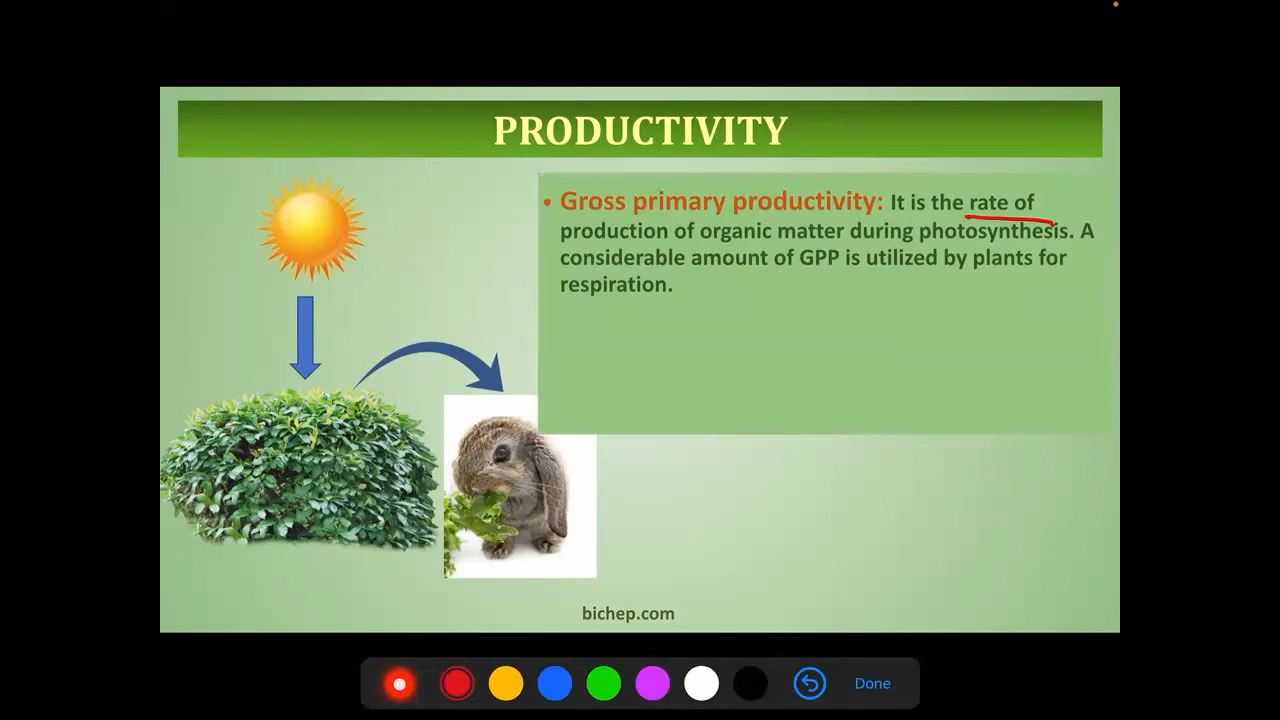 PRODUCTIVITY
• Gross primary productivity: It is the rate of
production of organic matter during photosynthesis. A
considerable amount of GPP is utilized by plants for
respiration.
bichep.com
Done